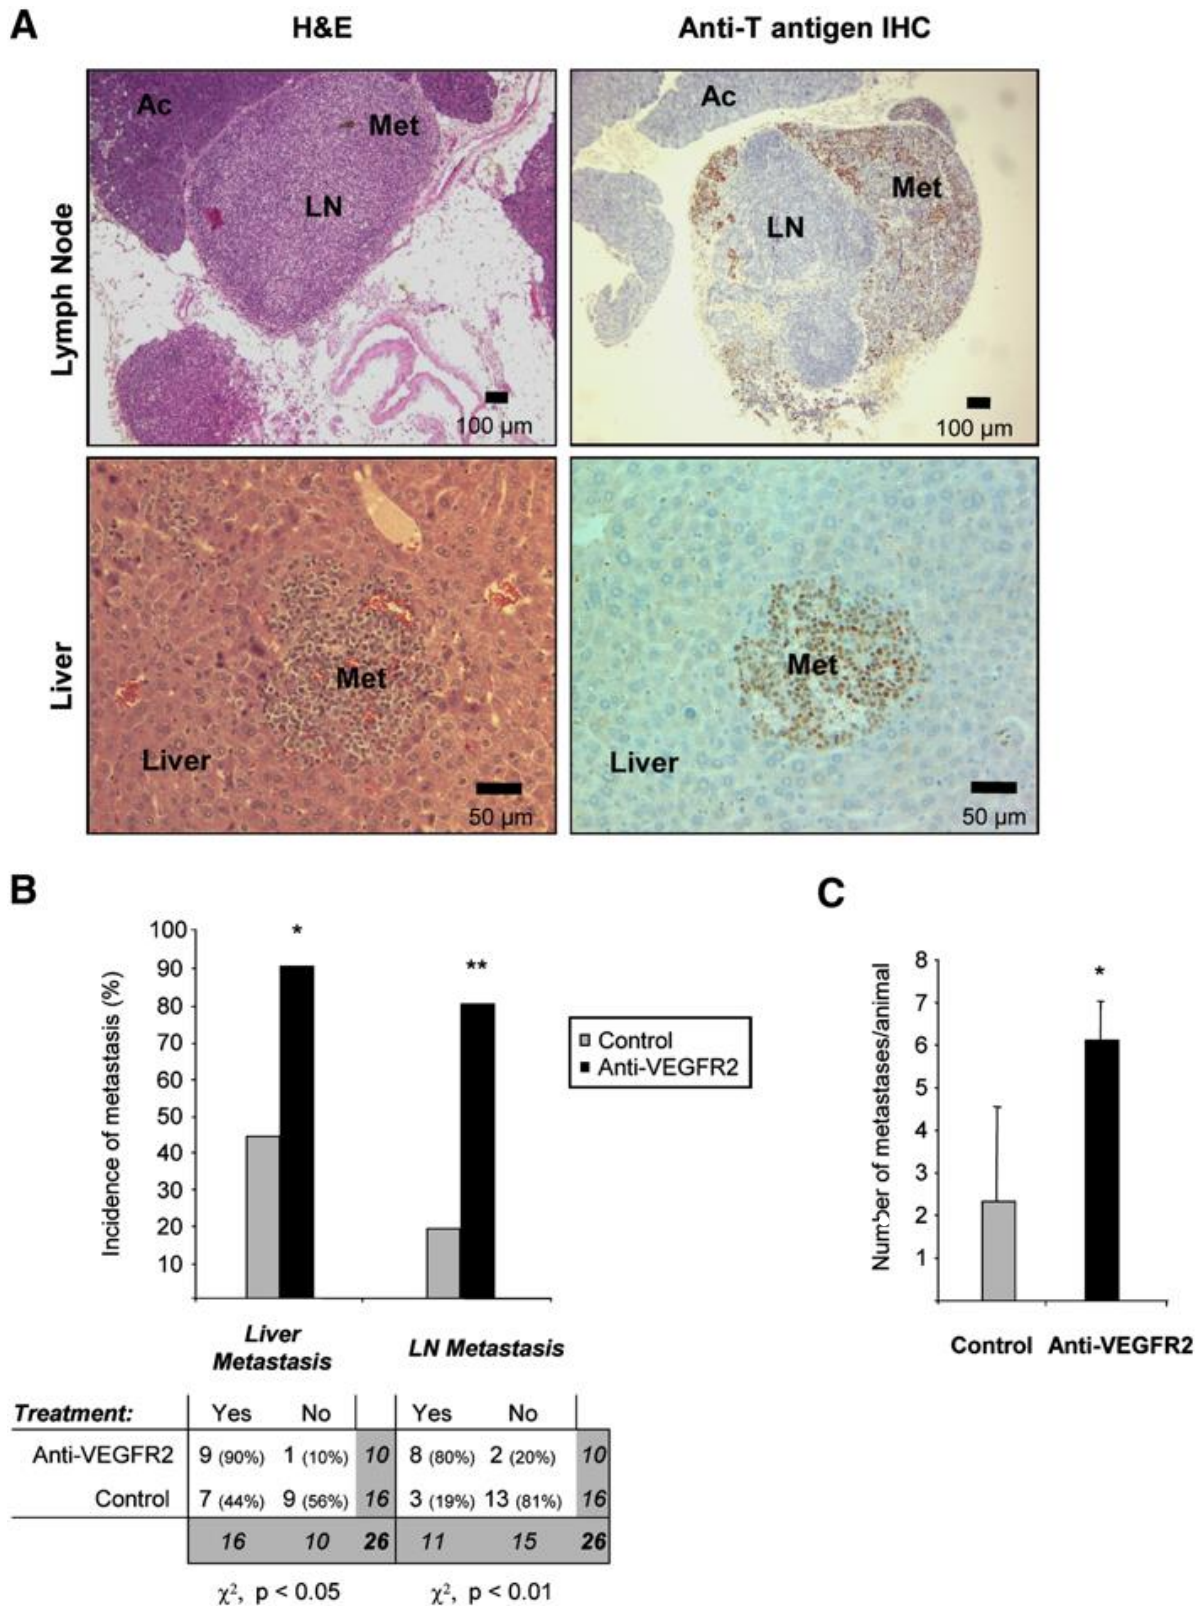 A
H&E
Anti-T antigen IHC
Lymph Node
Ac
Met
LN
100 µm
Ac
Met
LN
100 µm
Liver
Met
Liver
50 µm
Met
Liver
50 µm
B
Incidence of metastasis (%)
100
90
80
70
60
50
40
30
20
10
*
**
Control
Anti-VEGFR2
Liver
Metastasis
LN Metastasis
C
Number of metastases/animal
8
7
6
5
4
3
2
1
*
Control Anti-VEGFR2
Treatment: Yes No Yes No
Anti-VEGFR2 9 (90%) 1 (10%) 10 8 (80%) 2 (20%) 10
Control 7 (44%) 9 (56%) 16 3 (19%) 13 (81%) 16
16 10 26 11 15 26
χ², p < 0.05 χ², p < 0.01